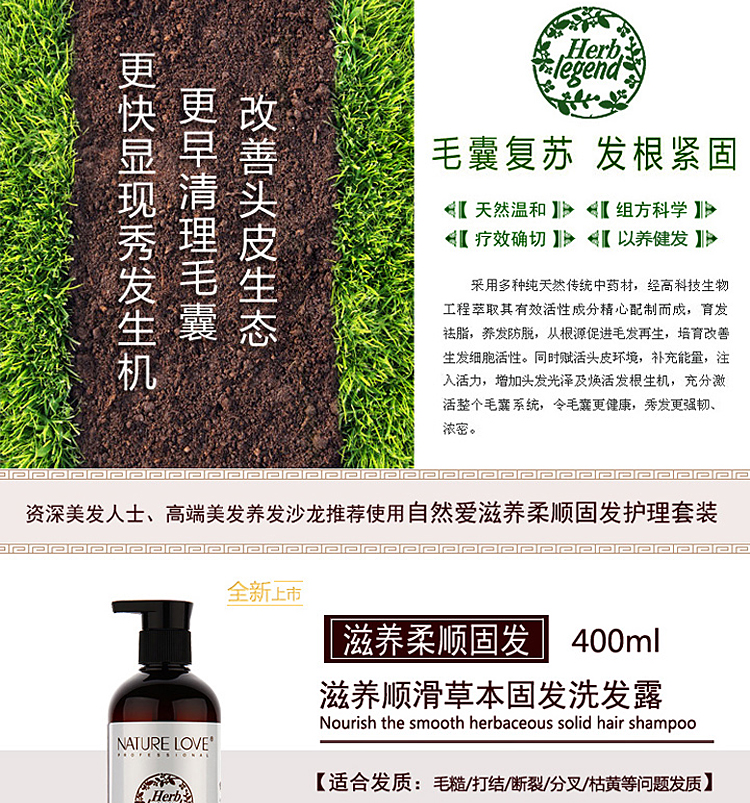 改善头皮生态
更早清理毛囊
更快显现秀发生机
Herb
legend
毛囊复苏 发根紧固
【天然温和】 【组方科学】
【疗效确切】 【以养健发】
采用多种纯天然传统中药材，经高科技生物
工程萃取其有效活性成分精心配制而成，育发
祛脂，养发防脱，从根源促进毛发再生，培育改善
生发细胞活性。同时赋活头皮环境，补充能量，注
入活力，增加头发光泽及焕活发根生机，充分激
活整个毛囊系统，令毛囊更健康，秀发更强韧、
浓密。
资深美发人士、高端美发养发沙龙推荐使用自然爱滋养柔顺固发护理套装
全新上市
滋养柔顺固发 400ml
滋养顺滑草本固发洗发露
Nourish the smooth herbaceous solid hair shampoo
【适合发质：毛糙/打结/断裂/分叉/枯黄等问题发质】
NATURE LOVE®
PROFESSIONAL
Herb